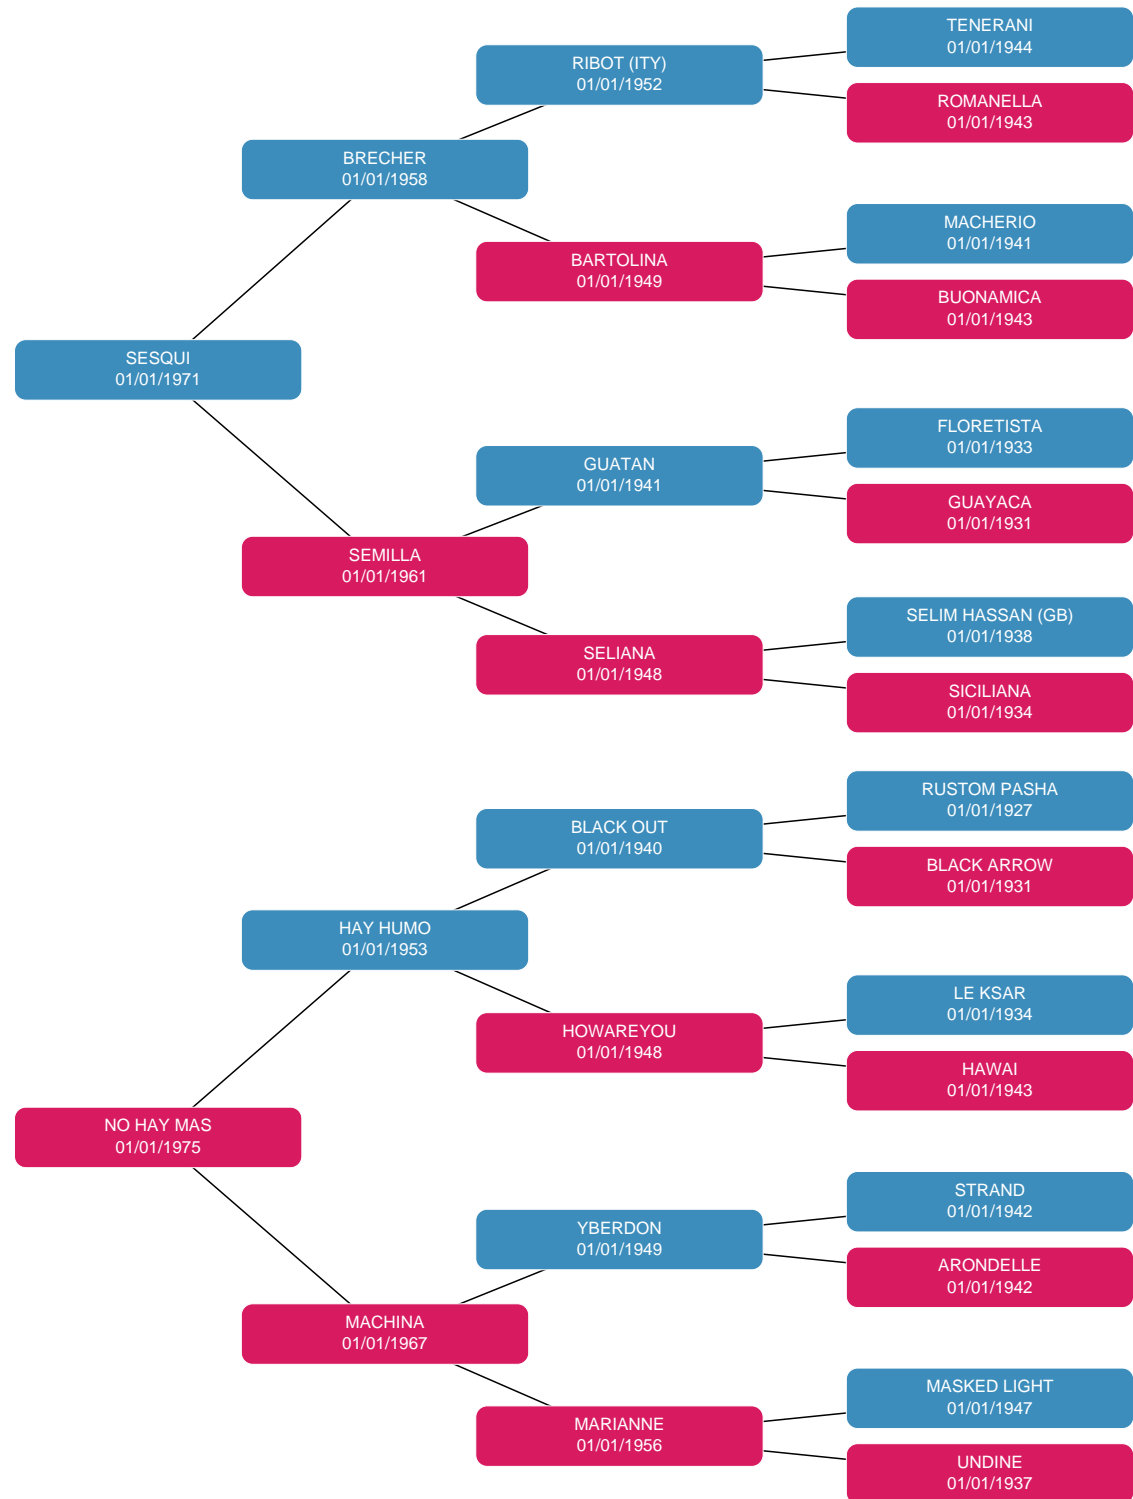 TENERANI
01/01/1944
RIBOT (ITY)
01/01/1952
ROMANELLA
01/01/1943
BRECHER
01/01/1958
MACHERIO
01/01/1941
BARTOLINA
01/01/1949
BUONAMICA
01/01/1943
SESQUI
01/01/1971
FLORETISTA
01/01/1933
GUATAN
01/01/1941
GUAYACA
01/01/1931
SEMILLA
01/01/1961
SELIM HASSAN (GB)
01/01/1938
SELIANA
01/01/1948
SICILIANA
01/01/1934
RUSTOM PASHA
01/01/1927
BLACK OUT
01/01/1940
BLACK ARROW
01/01/1931
HAY HUMO
01/01/1953
LE KSAR
01/01/1934
HOWAREYOU
01/01/1948
HAWAI
01/01/1943
NO HAY MAS
01/01/1975
STRAND
01/01/1942
YBERDON
01/01/1949
ARONDELLE
01/01/1942
MACHINA
01/01/1967
MASKED LIGHT
01/01/1947
MARIANNE
01/01/1956
UNDINE
01/01/1937